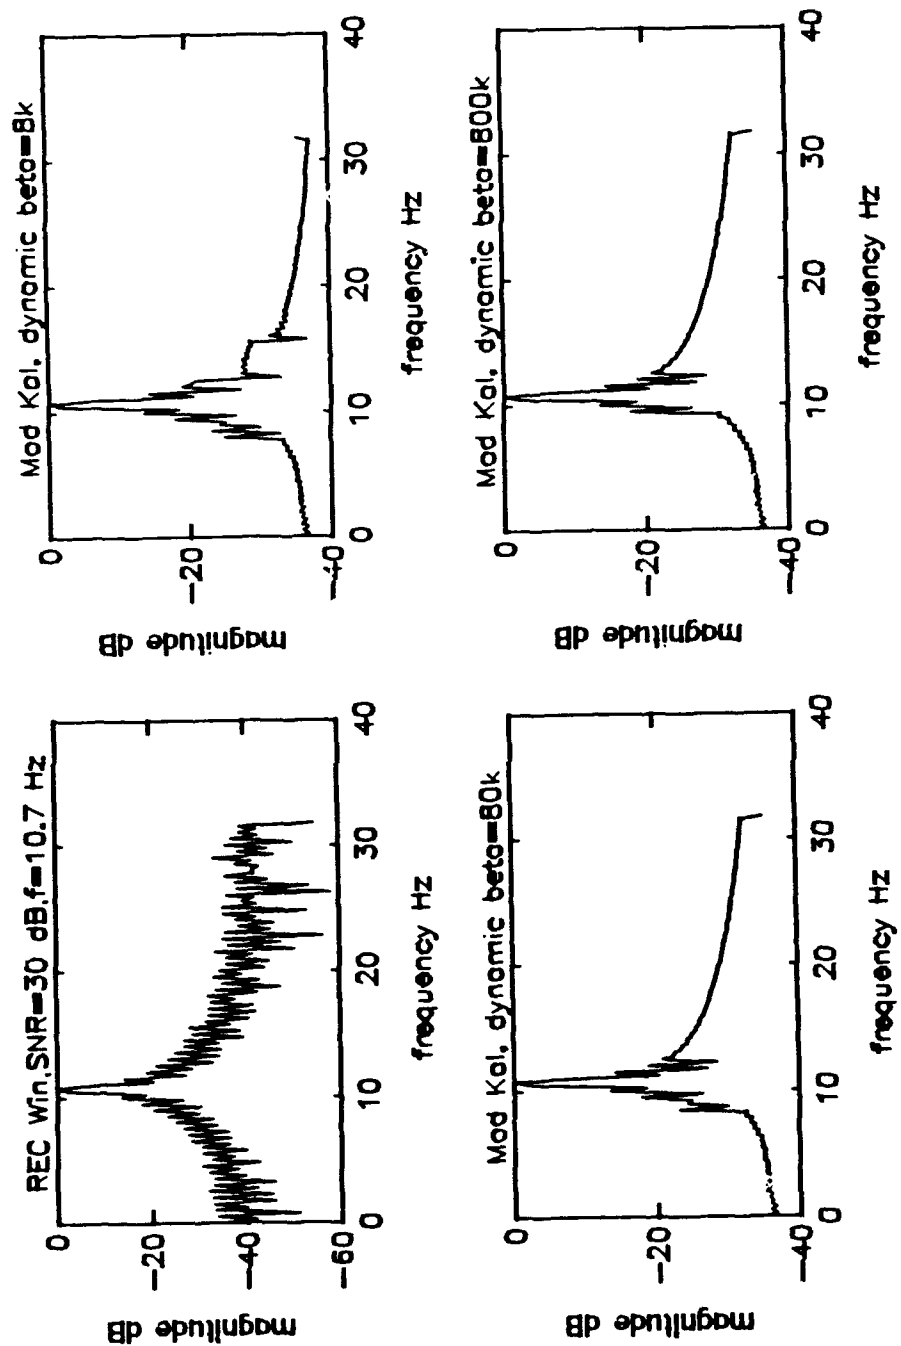 REC Win,SNR=30 dB,f=10.7 Hz
0
-20
-40
-60
magnitude dB
0
10
20
30
40
frequency Hz
Mod Kal, dynamic beta=8k
0
-20
-40
magnitude dB
0
10
20
30
40
frequency Hz
Mod Kal, dynamic beta=80k
0
-20
-40
magnitude dB
0
10
20
30
40
frequency Hz
Mod Kal, dynamic beta=800k
0
-20
-40
magnitude dB
0
10
20
30
40
frequency Hz